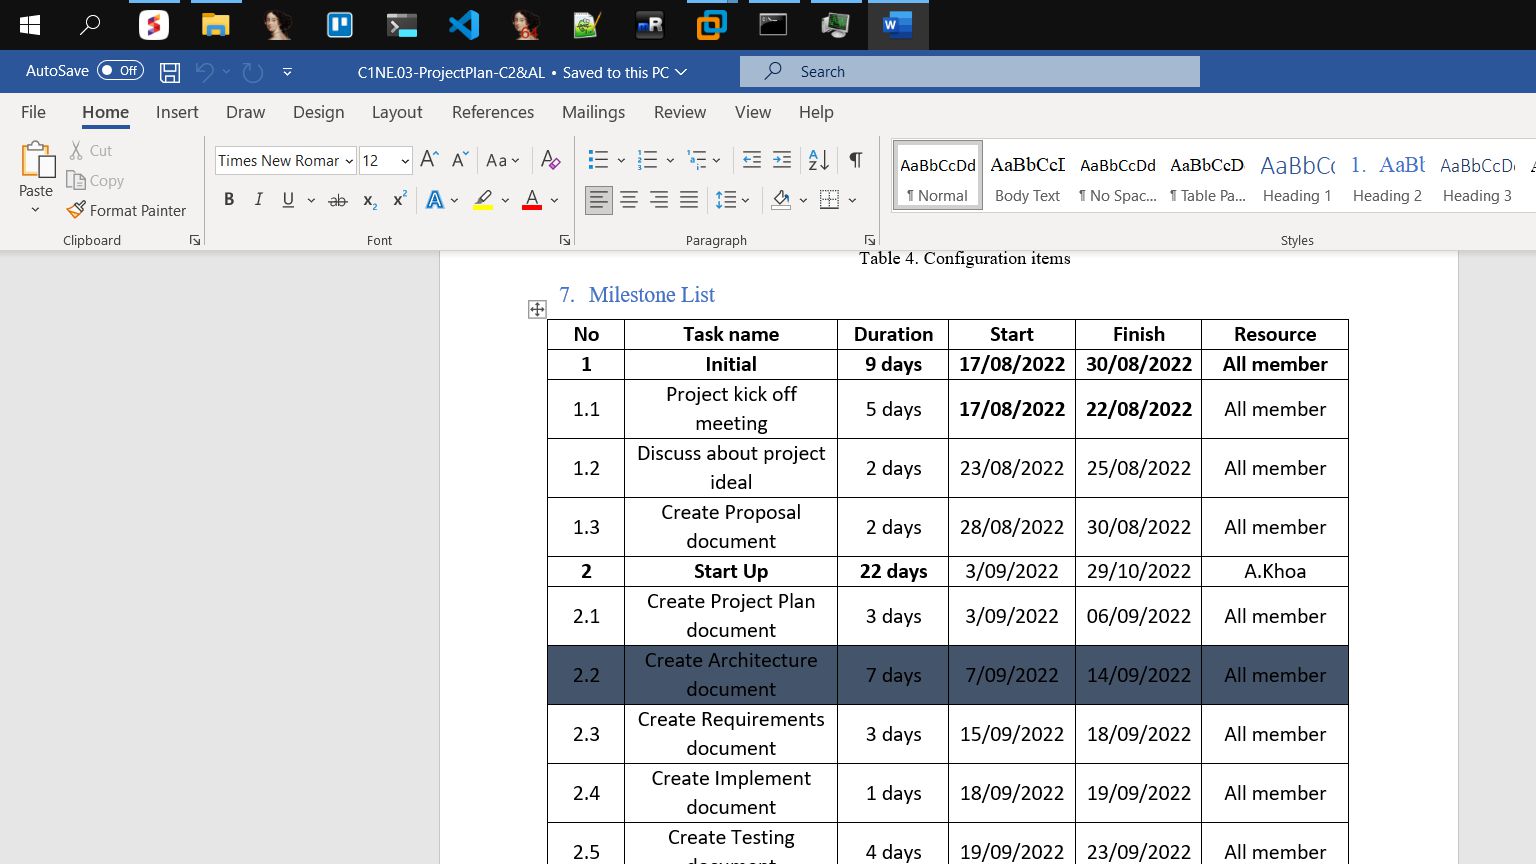 AutoSave Off C1NE.03-ProjectPlan-C2&AL • Saved to this PC Search
File Home Insert Draw Design Layout References Mailings Review View Help
Paste
Cut
Copy
Format Painter
Clipboard
Times New Roman 12
Font
Paragraph
AaBbCcDd AaBbCcI AaBbCcDd AaBbCcD AaBbCc 1. AaBb AaBbCcD
¶ Normal Body Text ¶ No Spac... ¶ Table Pa... Heading 1 Heading 2 Heading 3
Styles
Table 4. Configuration items
7. Milestone List
No Task name Duration Start Finish Resource
1 Initial 9 days 17/08/2022 30/08/2022 All member
1.1 Project kick off meeting 5 days 17/08/2022 22/08/2022 All member
1.2 Discuss about project ideal 2 days 23/08/2022 25/08/2022 All member
1.3 Create Proposal document 2 days 28/08/2022 30/08/2022 All member
2 Start Up 22 days 3/09/2022 29/10/2022 A.Khoa
2.1 Create Project Plan document 3 days 3/09/2022 06/09/2022 All member
2.2 Create Architecture document 7 days 7/09/2022 14/09/2022 All member
2.3 Create Requirements document 3 days 15/09/2022 18/09/2022 All member
2.4 Create Implement document 1 days 18/09/2022 19/09/2022 All member
2.5 Create Testing 4 days 19/09/2022 23/09/2022 All member